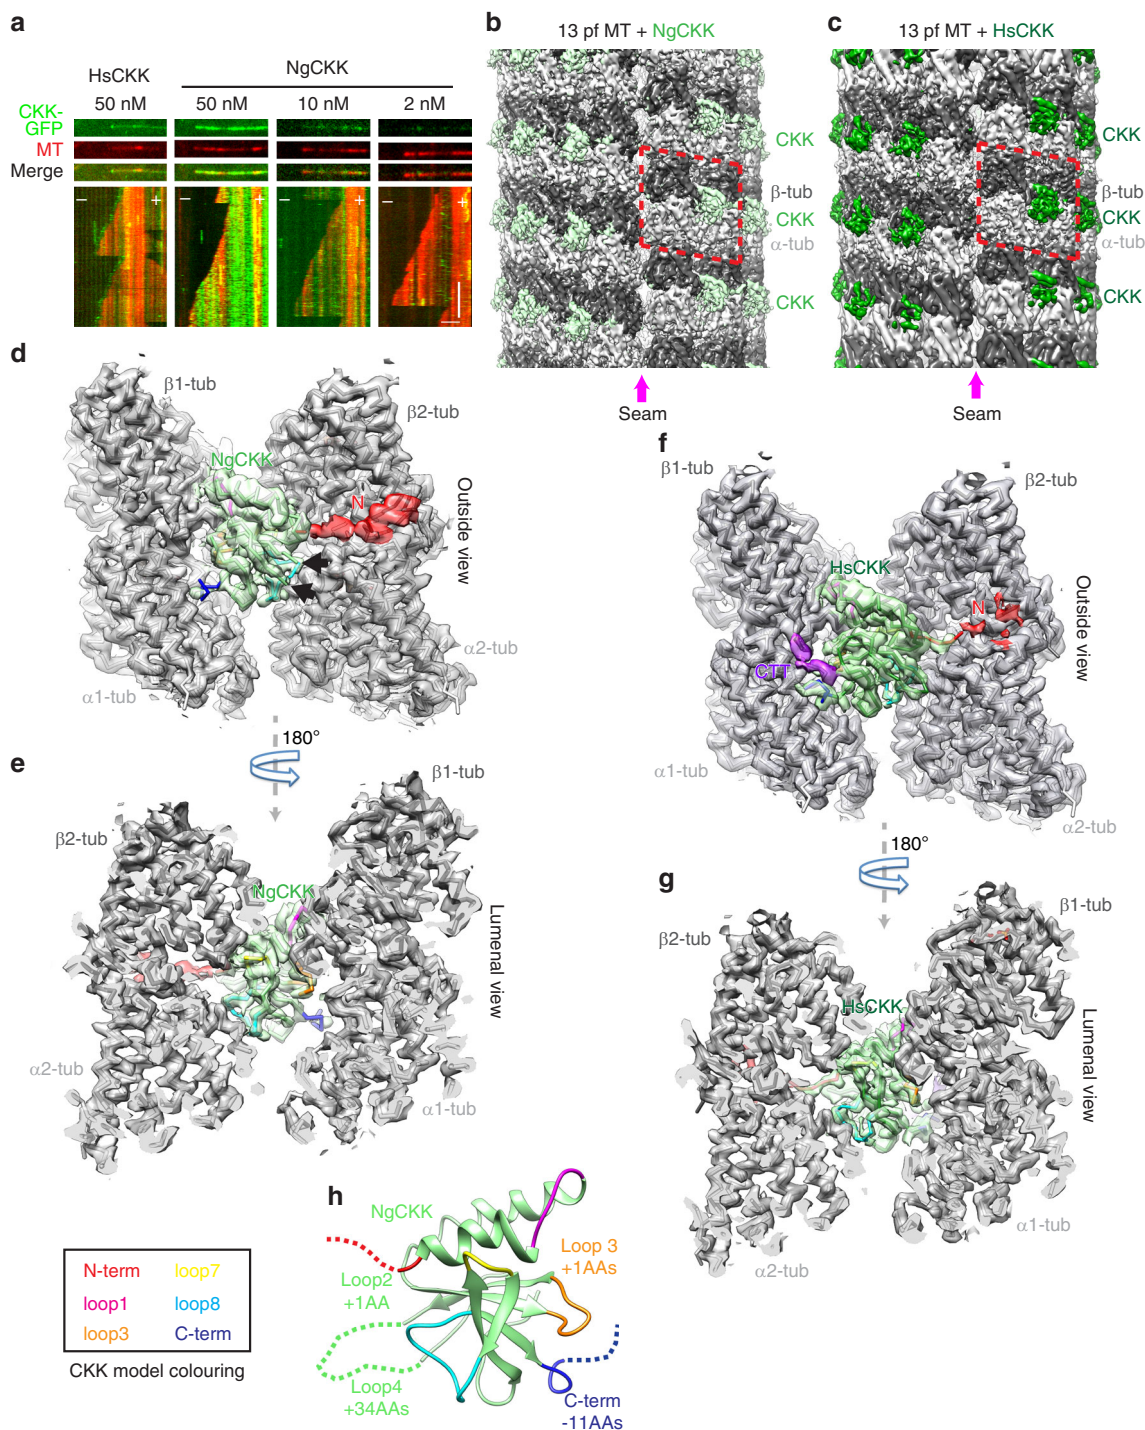 a
HsCKK
NgCKK
50 nM
50 nM
10 nM
2 nM
CKK-
GFP
MT
Merge
–
+
–
+
–
+
–
+
b
13 pf MT + NgCKK
CKK
β-tub
CKK
α-tub
CKK
Seam
c
13 pf MT + HsCKK
CKK
β-tub
CKK
α-tub
CKK
Seam
d
β1-tub
β2-tub
NgCKK
N
Outside view
α2-tub
α1-tub
180°
e
β1-tub
β2-tub
NgCKK
Lumenal view
α2-tub
α1-tub
f
β1-tub
β2-tub
HsCKK
N
Outside view
CTT
α1-tub
α2-tub
180°
g
β1-tub
β2-tub
HsCKK
Lumenal view
α1-tub
α2-tub
h
NgCKK
Loop 3
+1AAs
Loop2
+1AA
Loop4
+34AAs
C-term
-11AAs
N-term
loop7
loop1
loop8
loop3
C-term
CKK model colouring